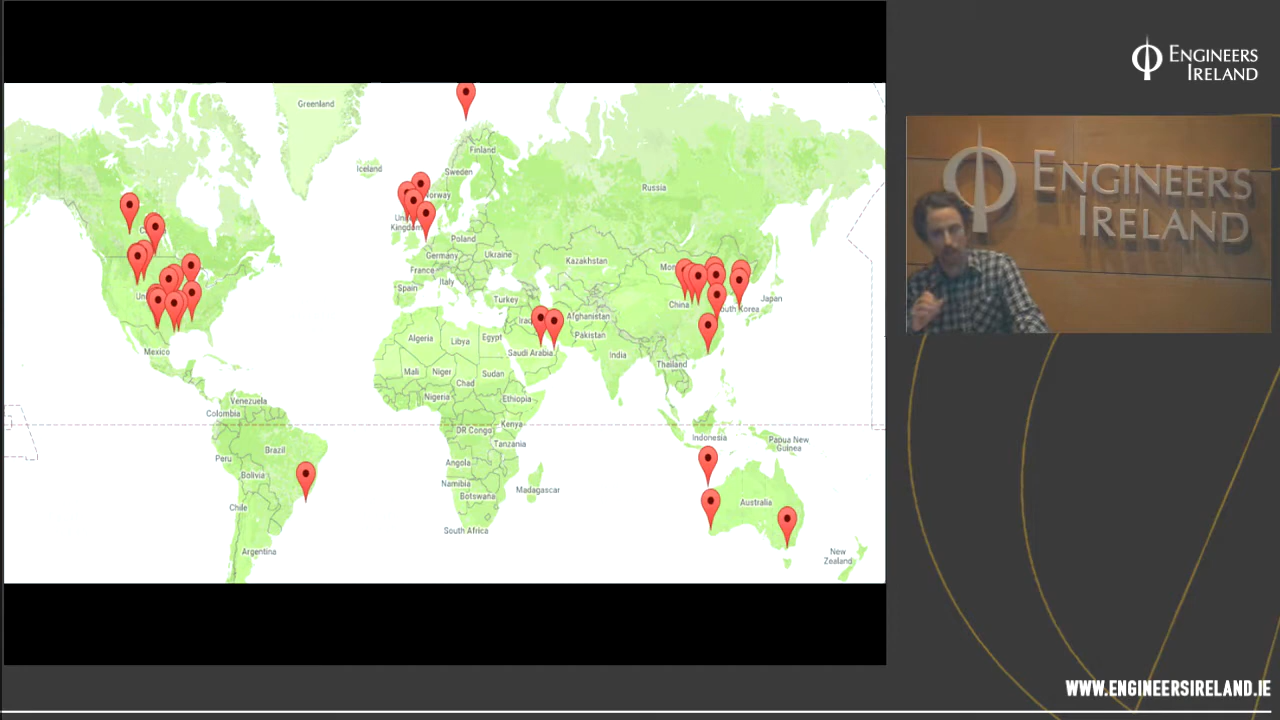 Greenland
Iceland
Finland
Sweden
Norway
Russia
Kingdom
Poland
Germany
Ukraine
France
Kazakhstan
Italy
Spain
Turkey
China
South Korea
Japan
Afghanistan
Pakistan
Algeria
Libya
Egypt
Saudi Arabia
India
Thailand
Mexico
Mali
Niger
Chad
Sudan
Nigeria
Ethiopia
Venezuela
Colombia
DR Congo
Kenya
Tanzania
Indonesia
Papua New
Guinea
Brazil
Peru
Bolivia
Angola
Namibia
Botswana
Madagascar
Australia
Chile
South Africa
Argentina
New
Zealand
ENGINEERS
IRELAND
ENGINEERS
IRELAND
WWW.ENGINEERSIRELAND.IE